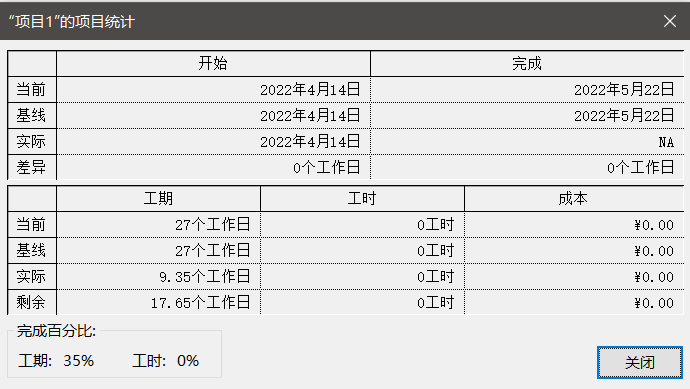 “项目1”的项目统计
开始 完成
当前 2022年4月14日 2022年5月22日
基线 2022年4月14日 2022年5月22日
实际 2022年4月14日 NA
差异 0个工作日 0个工作日
工期 工时 成本
当前 27个工作日 0工时 ¥0.00
基线 27个工作日 0工时 ¥0.00
实际 9.35个工作日 0工时 ¥0.00
剩余 17.65个工作日 0工时 ¥0.00
完成百分比:
工期: 35% 工时: 0%
关闭